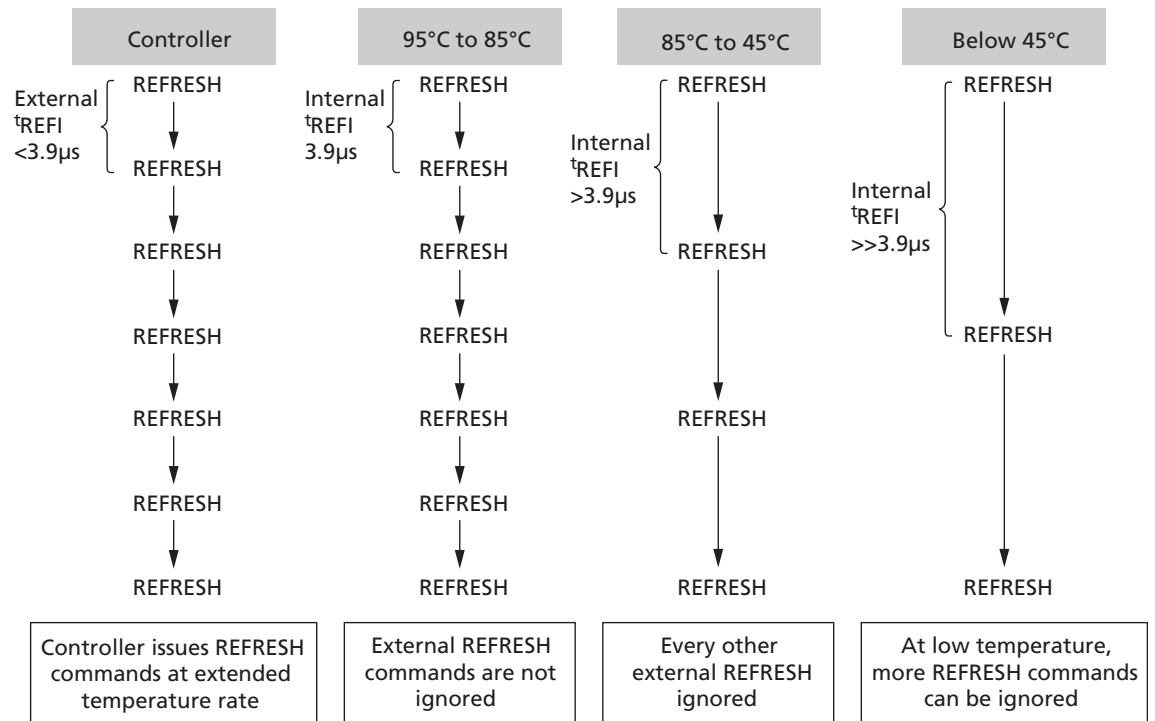 Controller
95°C to 85°C
85°C to 45°C
Below 45°C
External
tREFI
<3.9µs
REFRESH
REFRESH
REFRESH
REFRESH
REFRESH
REFRESH
REFRESH
Controller issues REFRESH
commands at extended
temperature rate
Internal
tREFI
3.9µs
REFRESH
REFRESH
REFRESH
REFRESH
REFRESH
REFRESH
REFRESH
External REFRESH
commands are not
ignored
Internal
tREFI
>3.9µs
REFRESH
REFRESH
REFRESH
REFRESH
Every other
external REFRESH
ignored
Internal
tREFI
>>3.9µs
REFRESH
REFRESH
REFRESH
At low temperature,
more REFRESH commands
can be ignored